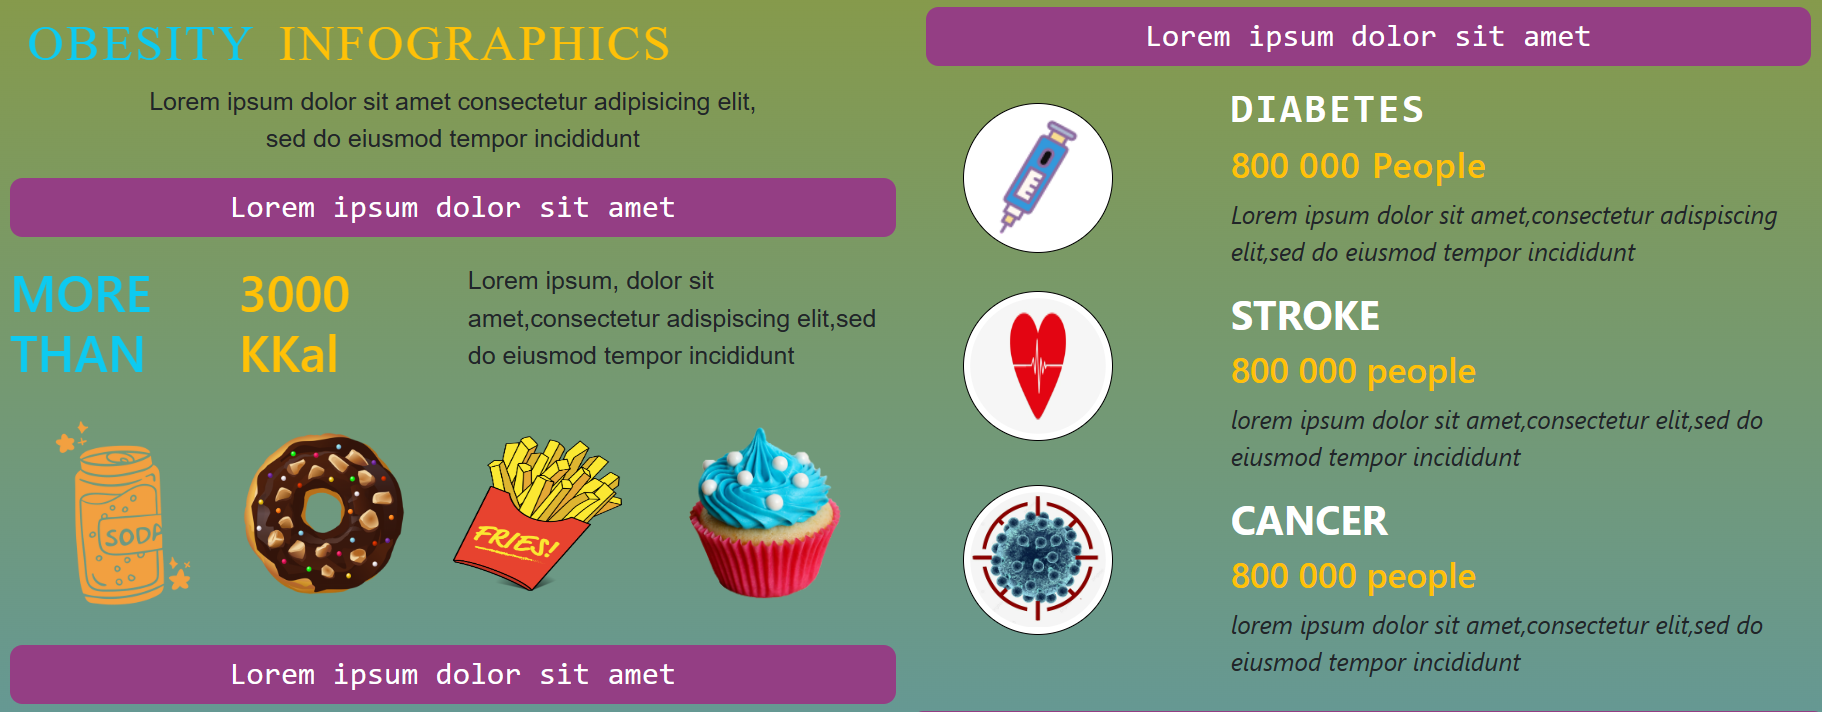 OBESITY INFOGRAPHICS
Lorem ipsum dolor sit amet consectetur adipisicing elit,
sed do eiusmod tempor incididunt
Lorem ipsum dolor sit amet
MORE
THAN
3000
KKal
Lorem ipsum, dolor sit
amet,consectetur adispiscing elit,sed
do eiusmod tempor incididunt
SODA
FRIES!
Lorem ipsum dolor sit amet
Lorem ipsum dolor sit amet
DIABETES
800 000 People
Lorem ipsum dolor sit amet,consectetur adispiscing
elit,sed do eiusmod tempor incididunt
STROKE
800 000 people
lorem ipsum dolor sit amet,consectetur elit,sed do
eiusmod tempor incididunt
CANCER
800 000 people
lorem ipsum dolor sit amet,consectetur elit,sed do
eiusmod tempor incididunt